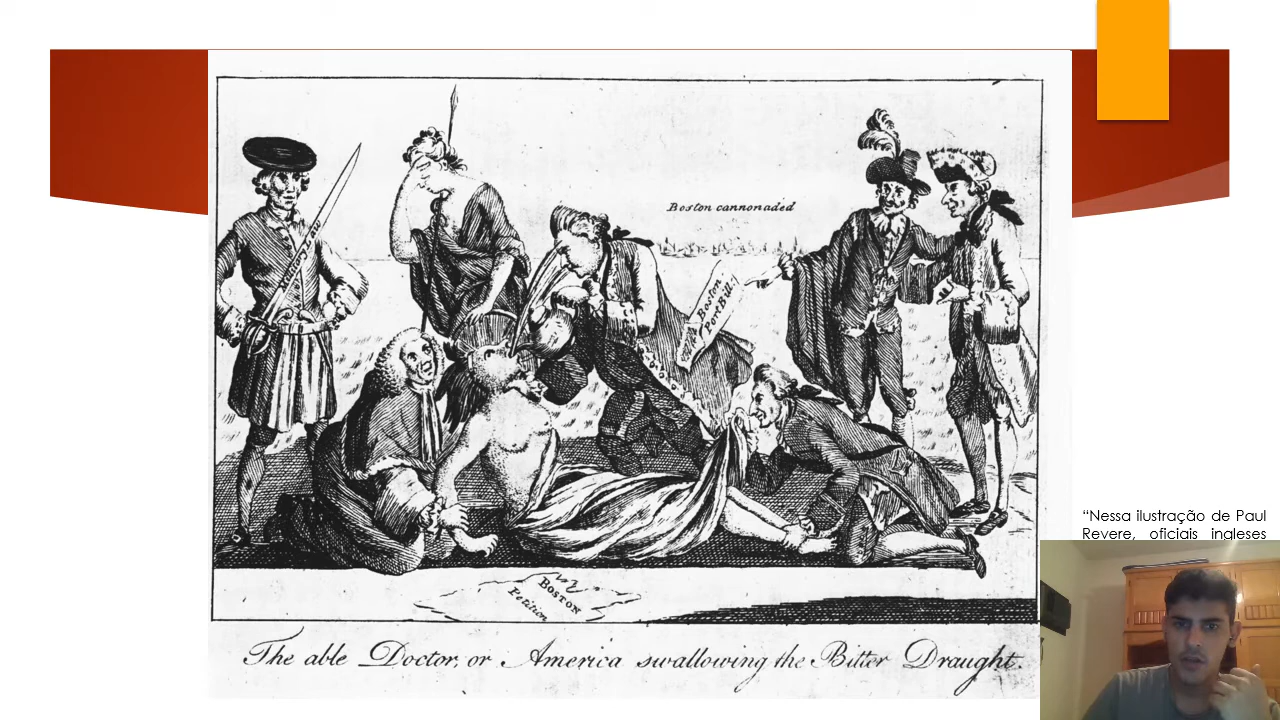 Boston cannonaded
Military Law
Boston
Port Bill.
BOSTON
Petition
The able Doctor, or America swallowing the Bitter Draught.
“Nessa ilustração de Paul
Revere, oficiais ingleses